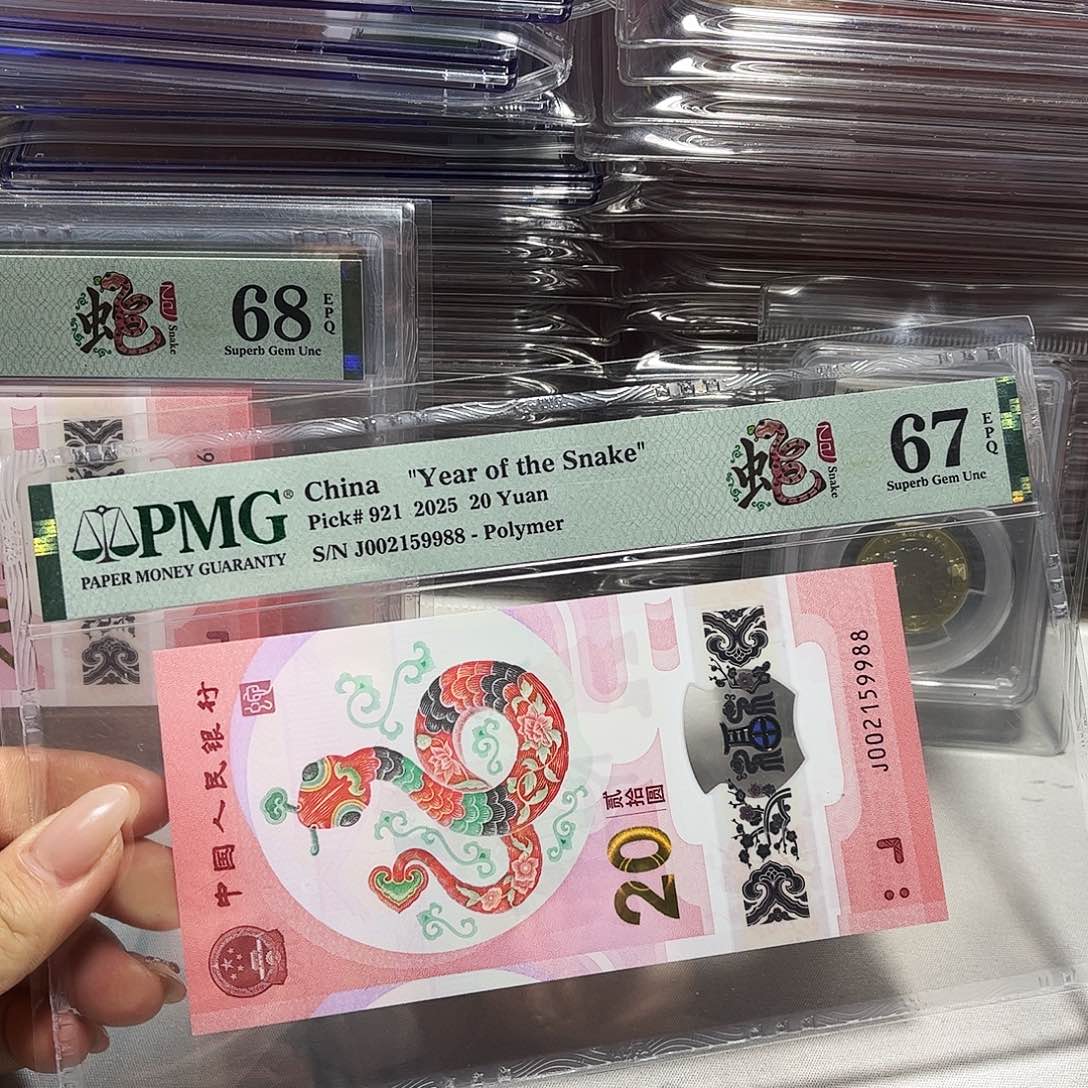 蛇
Snake
68
EPQ
Superb Gem Unc
6
PMG®
PAPER MONEY GUARANTY
China "Year of the Snake"
Pick# 921 2025 20 Yuan
S/N J002159988 - Polymer
蛇
Snake
67
EPQ
Superb Gem Unc
中国人民银行
贰拾圆
20
福
J002159988
J